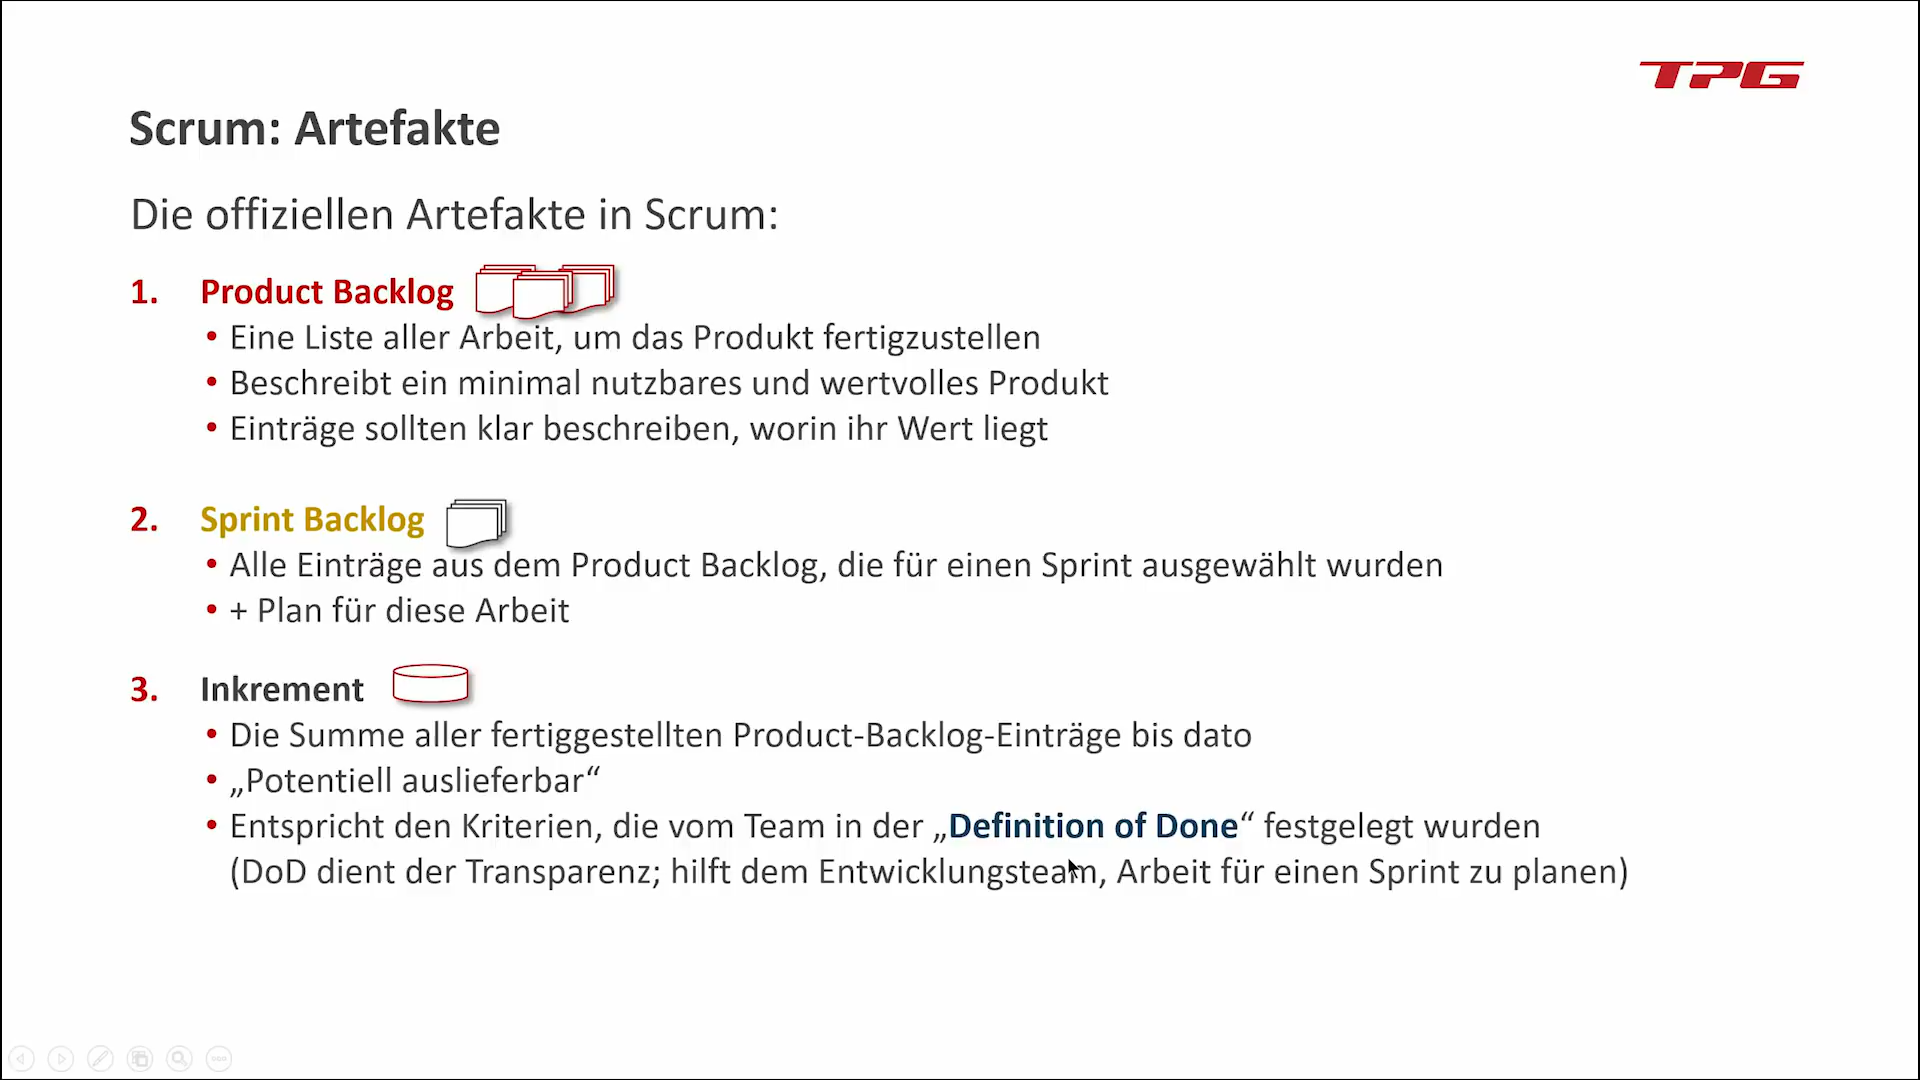 TPG
Scrum: Artefakte
Die offiziellen Artefakte in Scrum:
1. Product Backlog
• Eine Liste aller Arbeit, um das Produkt fertigzustellen
• Beschreibt ein minimal nutzbares und wertvolles Produkt
• Einträge sollten klar beschreiben, worin ihr Wert liegt
2. Sprint Backlog
• Alle Einträge aus dem Product Backlog, die für einen Sprint ausgewählt wurden
• + Plan für diese Arbeit
3. Inkrement
• Die Summe aller fertiggestellten Product-Backlog-Einträge bis dato
• „Potentiell auslieferbar“
• Entspricht den Kriterien, die vom Team in der „Definition of Done“ festgelegt wurden
(DoD dient der Transparenz; hilft dem Entwicklungsteam, Arbeit für einen Sprint zu planen)